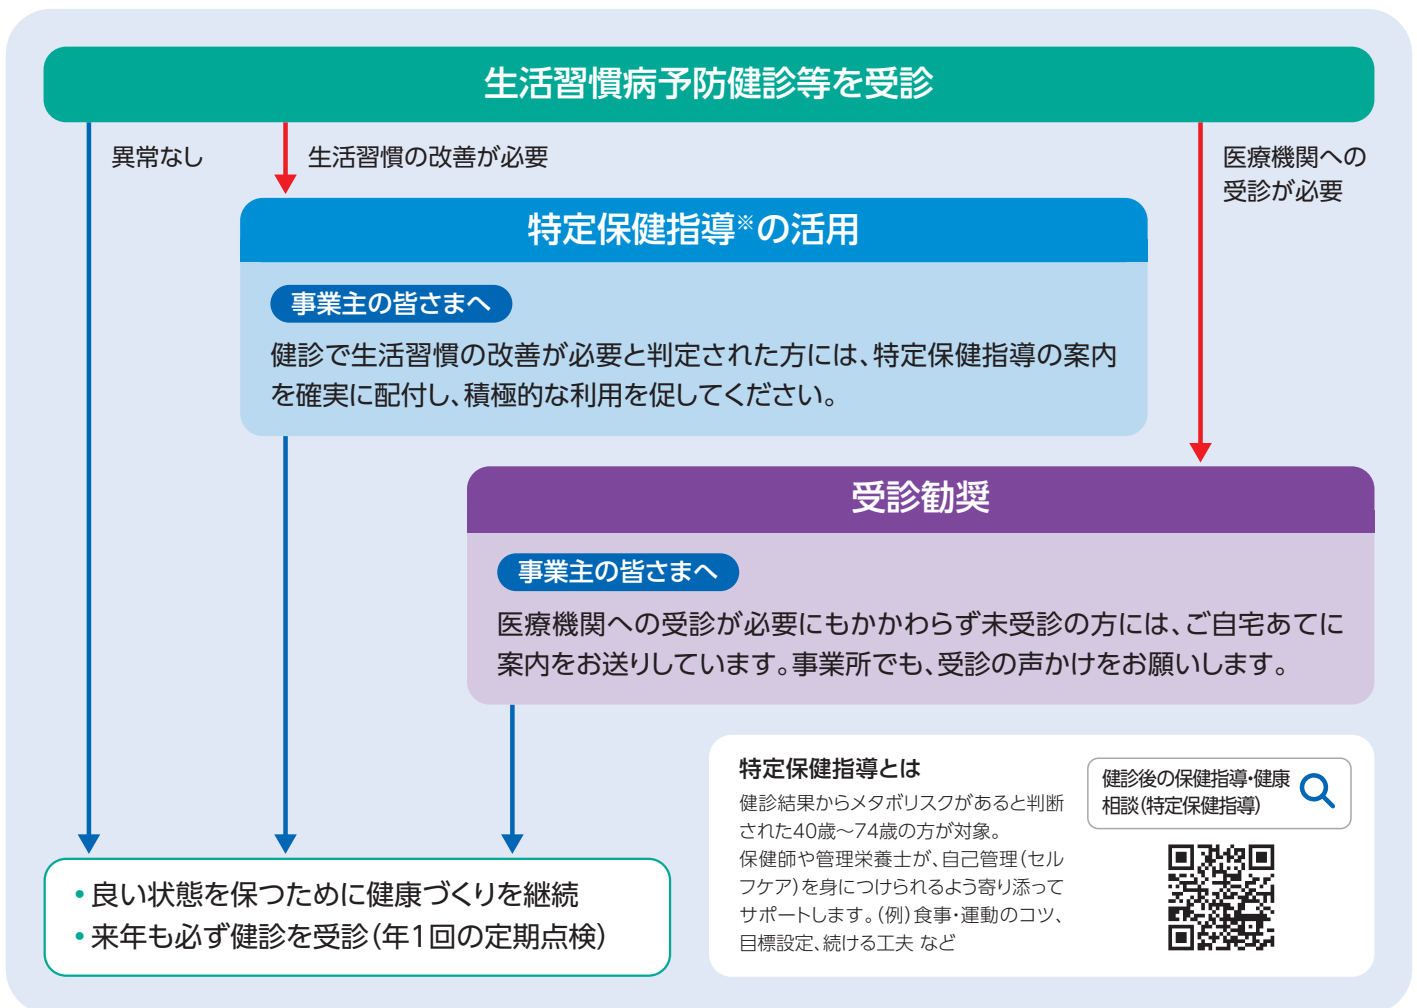 生活習慣病予防健診等を受診
異常なし
生活習慣の改善が必要
医療機関への
受診が必要
特定保健指導※の活用
事業主の皆さまへ
健診で生活習慣の改善が必要と判定された方には、特定保健指導の案内
を確実に配付し、積極的な利用を促してください。
受診勧奨
事業主の皆さまへ
医療機関への受診が必要にもかかわらず未受診の方には、ご自宅あてに
案内をお送りしています。事業所でも、受診の声かけをお願いします。
特定保健指導とは
健診結果からメタボリスクがあると判断
された40歳～74歳の方が対象。
保健師や管理栄養士が、自己管理(セル
フケア)を身につけられるよう寄り添って
サポートします。(例)食事・運動のコツ、
目標設定、続ける工夫 など
健診後の保健指導・健康
相談(特定保健指導)
・良い状態を保つために健康づくりを継続
・来年も必ず健診を受診(年1回の定期点検)